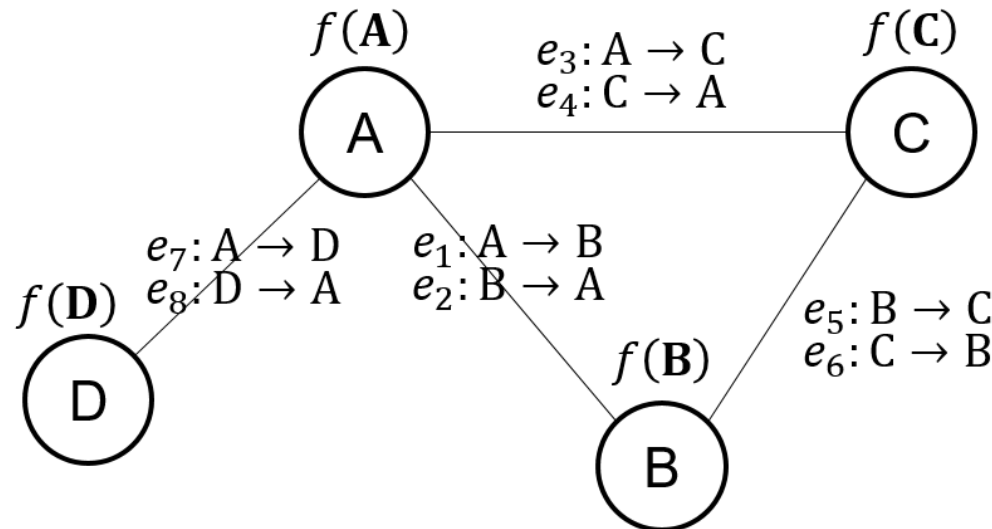 f(A)
f(C)
e₃: A → C
e₄: C → A
A
C
e₇: A → D
e₈: D → A
e₁: A → B
e₂: B → A
f(D)
e₅: B → C
e₆: C → B
f(B)
D
B